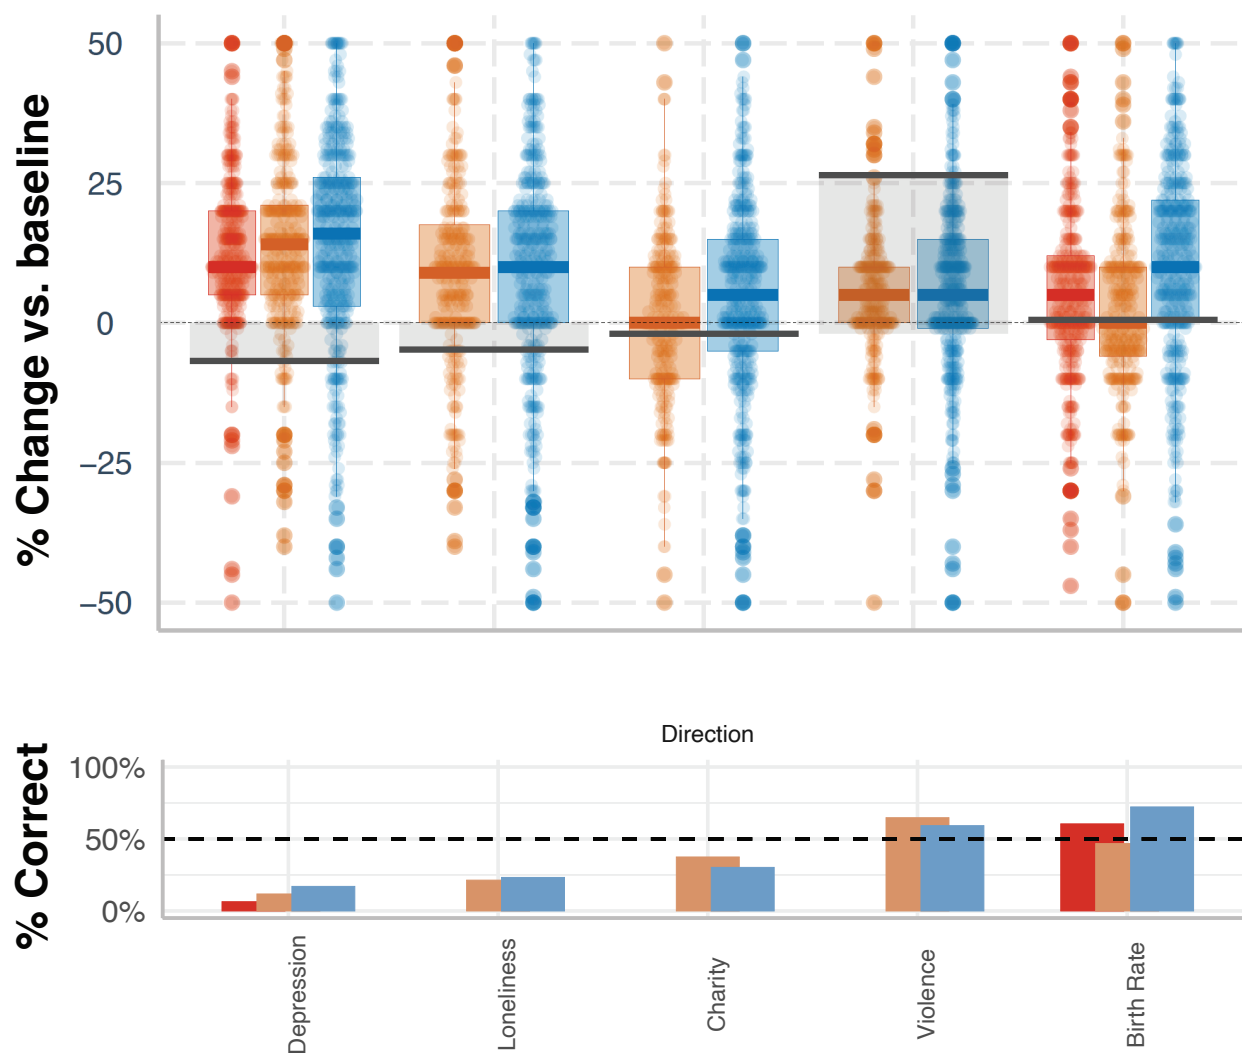 % Change vs. baseline
50
25
0
−25
−50
Direction
% Correct
100%
50%
0%
Depression
Loneliness
Charity
Violence
Birth Rate